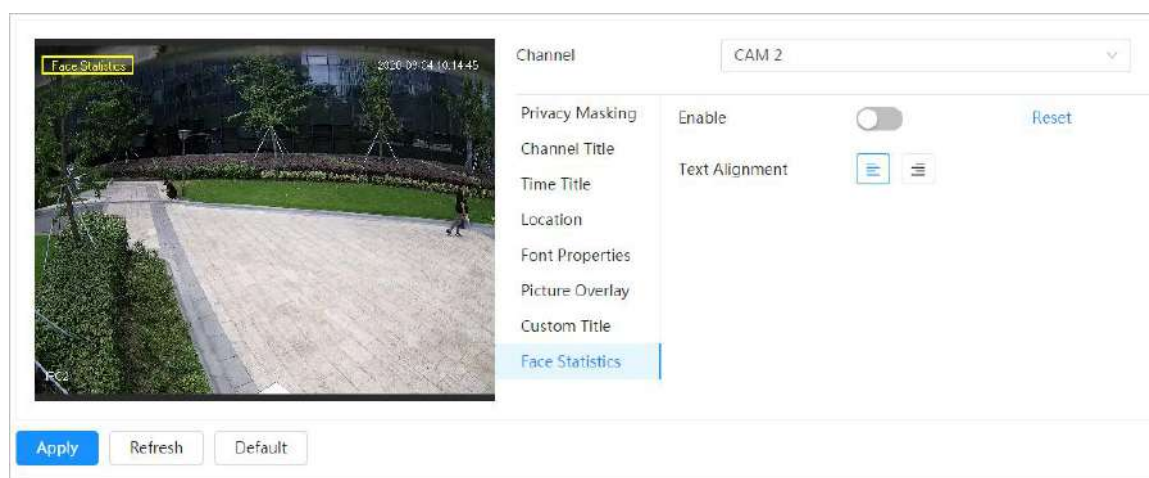 Face Statistics
2020-09-04 10:14:45
IPC2
Channel
CAM 2
Privacy Masking
Channel Title
Time Title
Location
Font Properties
Picture Overlay
Custom Title
Face Statistics
Enable
Reset
Text Alignment
Apply
Refresh
Default